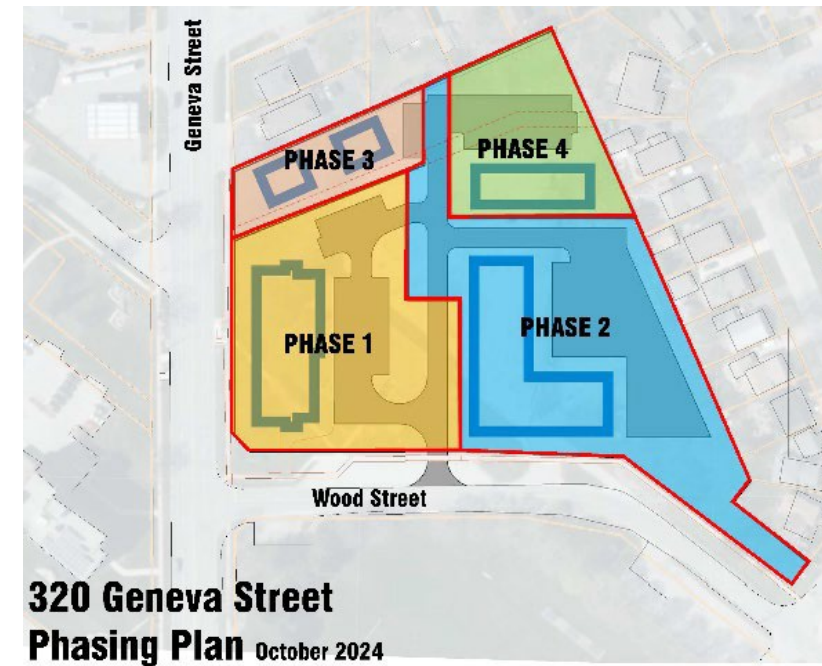 Geneva Street
PHASE 3
PHASE 4
PHASE 2
PHASE 1
Wood Street
320 Geneva Street
Phasing Plan October 2024